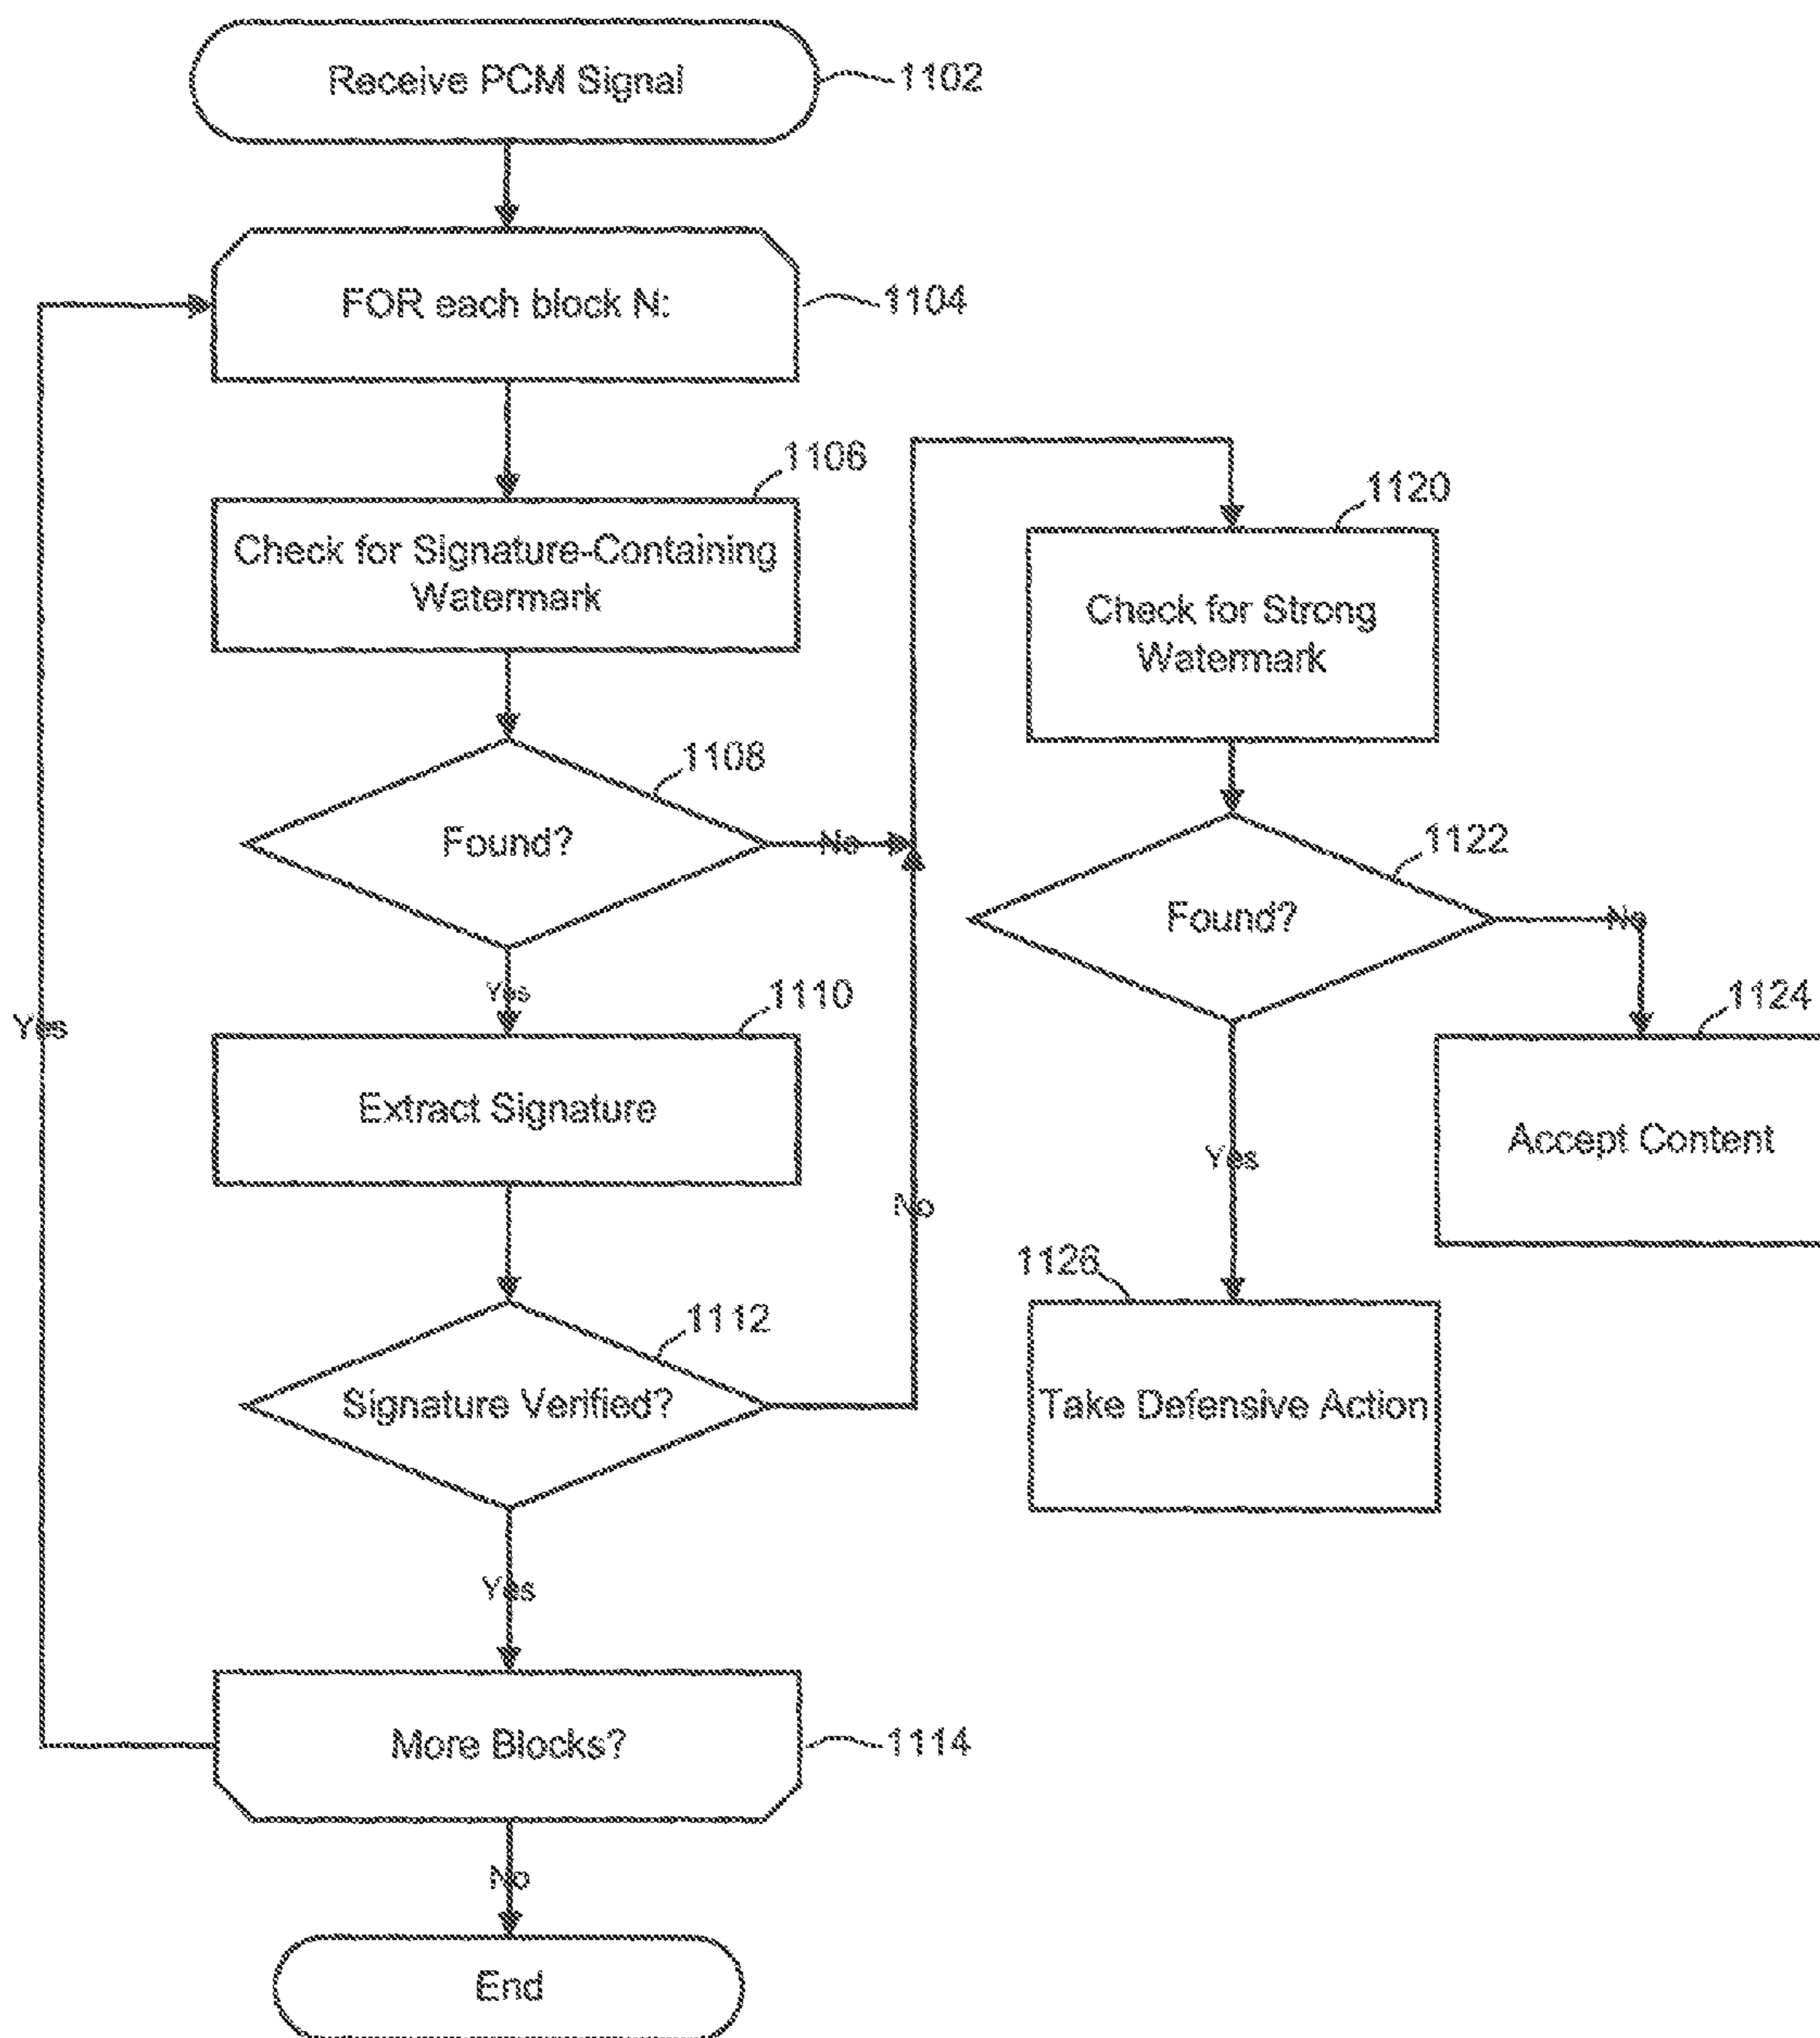 Receive PCM Signal
1102
FOR each block N:
1104
1106
Check for Signature-Containing
Watermark
1108
Found?
No
Yes
1110
Extract Signature
1112
Signature Verified?
No
Yes
More Blocks?
1114
Yes
No
End
1120
Check for Strong
Watermark
1122
Found?
No
1124
Accept Content
Yes
1126
Take Defensive Action